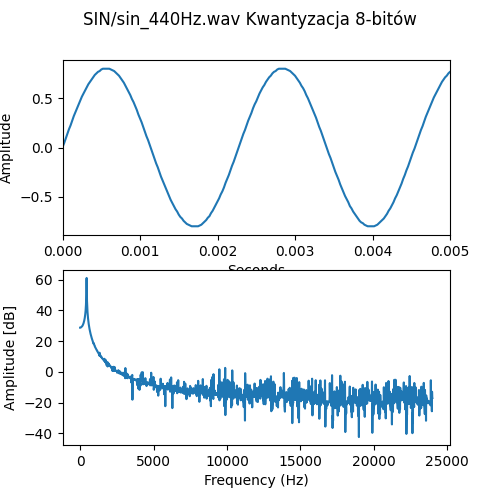 SIN/sin_440Hz.wav Kwantyzacja 8-bitów
Amplitude
0.5
0.0
−0.5
0.000 0.001 0.002 0.003 0.004 0.005
Seconds
Amplitude [dB]
60
40
20
0
−20
−40
0 5000 10000 15000 20000 25000
Frequency (Hz)